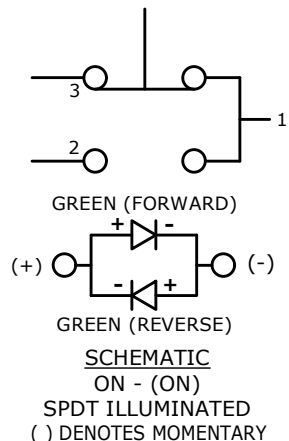 3
1
2
GREEN (FORWARD)
+ -
(+) (-)
- +
GREEN (REVERSE)
SCHEMATIC
ON - (ON)
SPDT ILLUMINATED
( ) DENOTES MOMENTARY